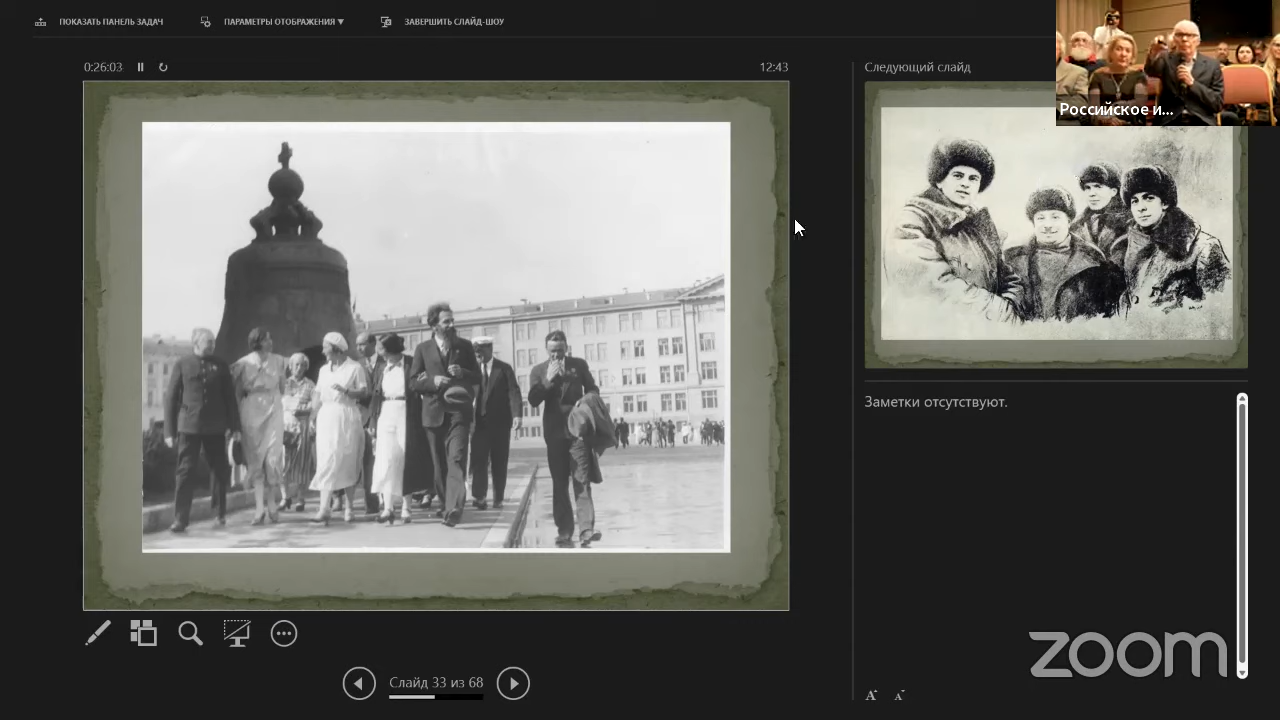 ПОКАЗАТЬ ПАНЕЛЬ ЗАДАЧ
ПАРАМЕТРЫ ОТОБРАЖЕНИЯ ▼
ЗАВЕРШИТЬ СЛАЙД-ШОУ
0:26:03
12:43
Следующий слайд
Российское и...
Заметки отсутствуют.
Слайд 33 из 68
A A
zoom